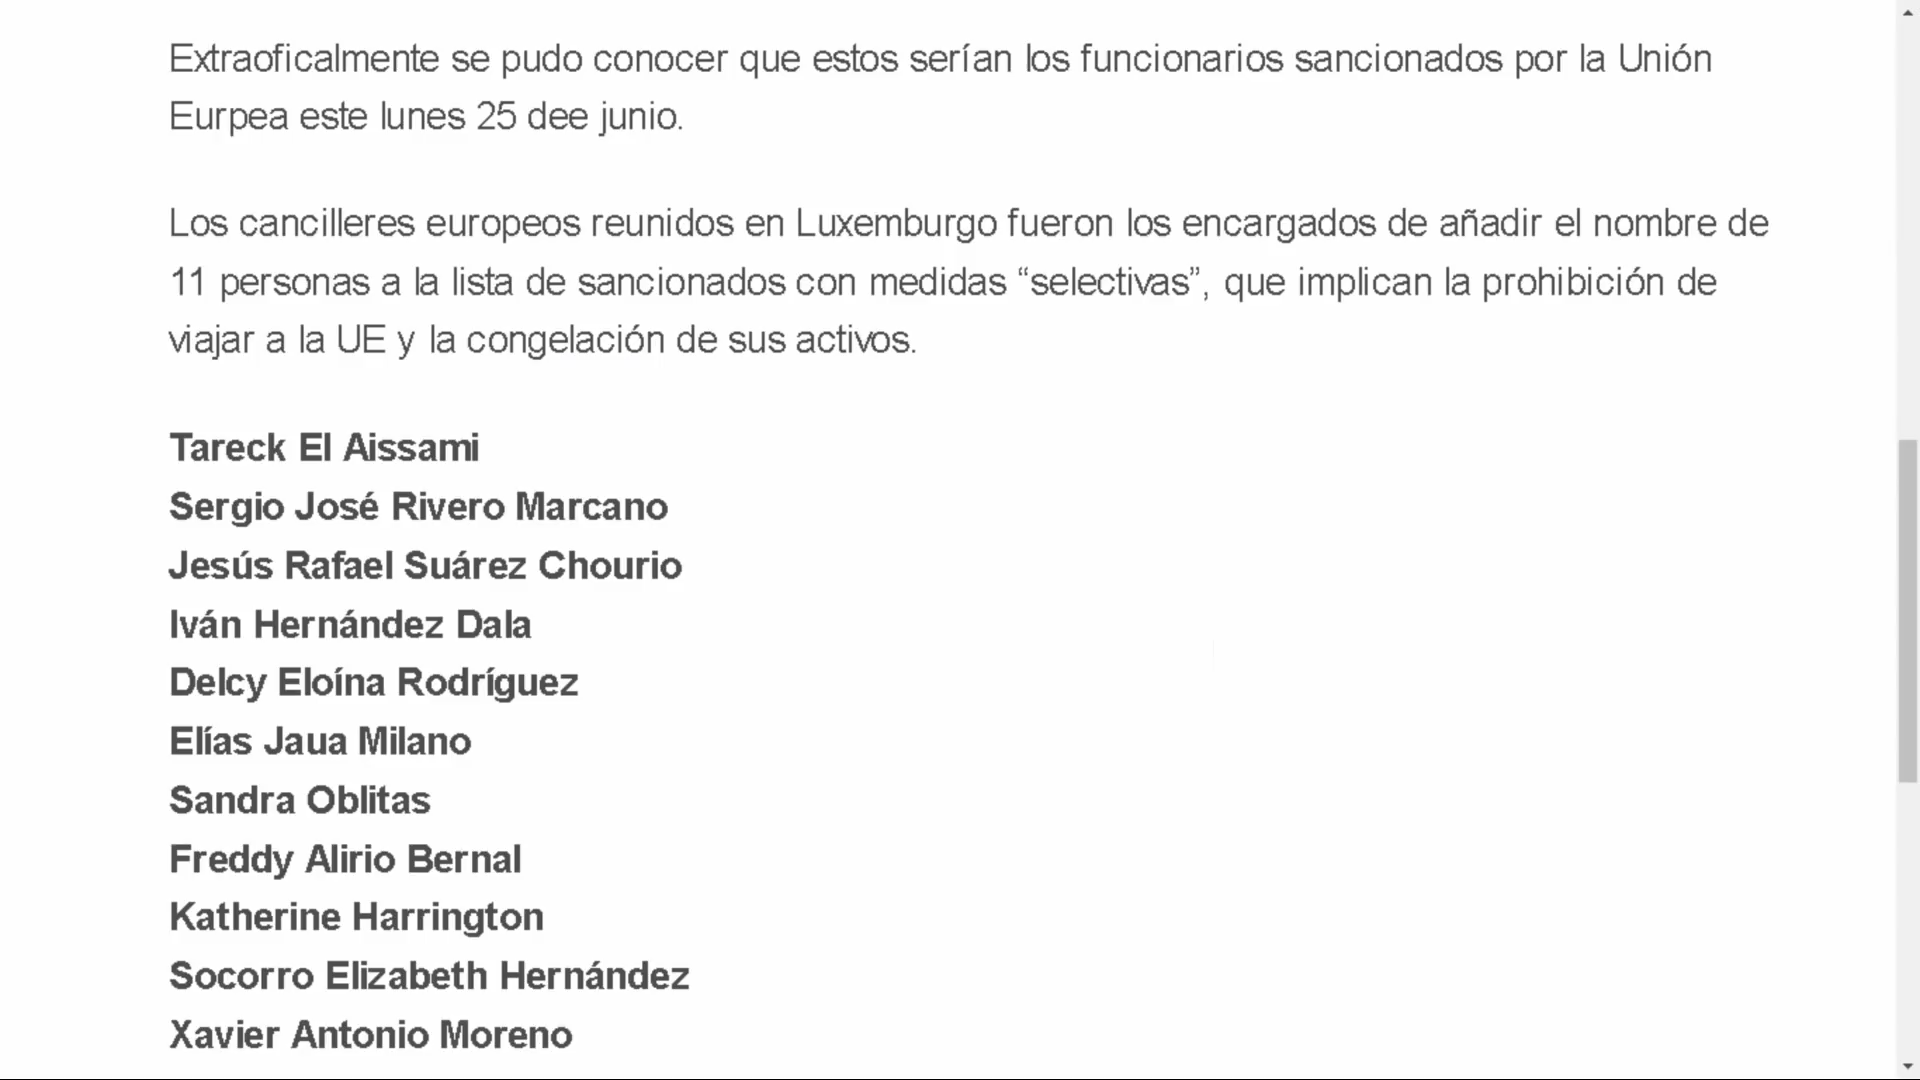 Extraoficalmente se pudo conocer que estos serían los funcionarios sancionados por la Unión
Eurpea este lunes 25 dee junio.
Los cancilleres europeos reunidos en Luxemburgo fueron los encargados de añadir el nombre de
11 personas a la lista de sancionados con medidas “selectivas”, que implican la prohibición de
viajar a la UE y la congelación de sus activos.
Tareck El Aissami
Sergio José Rivero Marcano
Jesús Rafael Suárez Chourio
Iván Hernández Dala
Delcy Eloína Rodríguez
Elías Jaua Milano
Sandra Oblitas
Freddy Alirio Bernal
Katherine Harrington
Socorro Elizabeth Hernández
Xavier Antonio Moreno